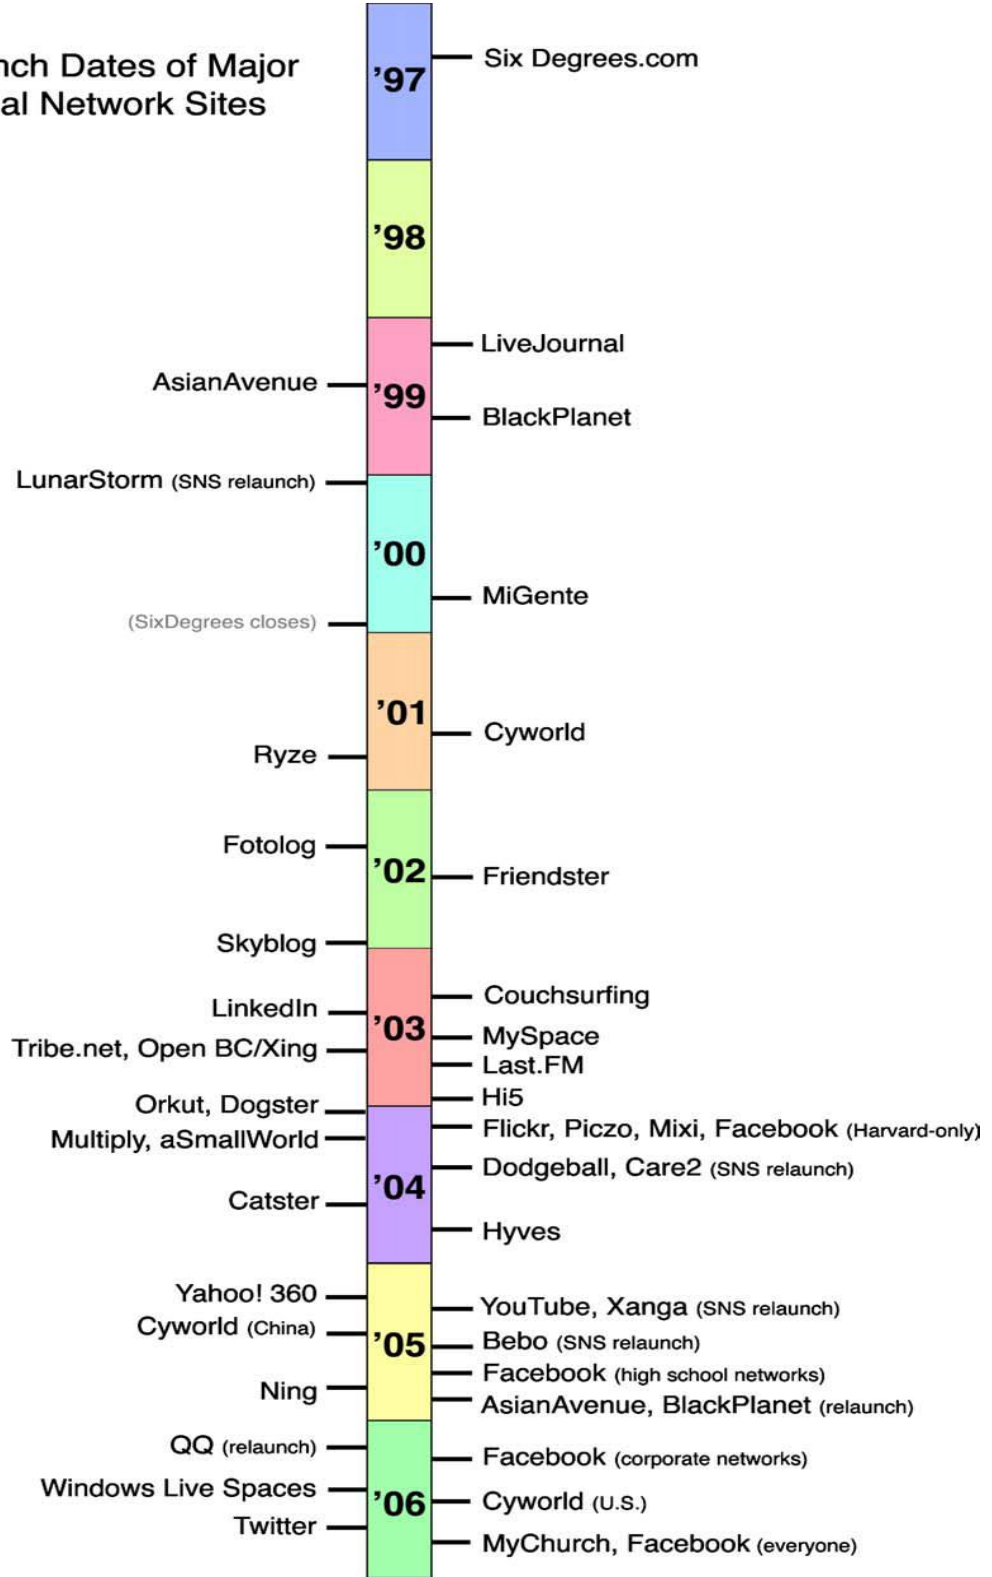 nch Dates of Major
al Network Sites
'97
Six Degrees.com
'98
LiveJournal
AsianAvenue
'99
BlackPlanet
LunarStorm (SNS relaunch)
'00
MiGente
(SixDegrees closes)
'01
Cyworld
Ryze
Fotolog
'02
Friendster
Skyblog
Couchsurfing
LinkedIn
'03
MySpace
Tribe.net, Open BC/Xing
Last.FM
Hi5
Orkut, Dogster
Flickr, Piczo, Mixi, Facebook (Harvard-only)
Multiply, aSmallWorld
Dodgeball, Care2 (SNS relaunch)
'04
Catster
Hyves
Yahoo! 360
YouTube, Xanga (SNS relaunch)
Cyworld (China)
'05
Bebo (SNS relaunch)
Facebook (high school networks)
Ning
AsianAvenue, BlackPlanet (relaunch)
QQ (relaunch)
Facebook (corporate networks)
Windows Live Spaces
'06
Cyworld (U.S.)
Twitter
MyChurch, Facebook (everyone)